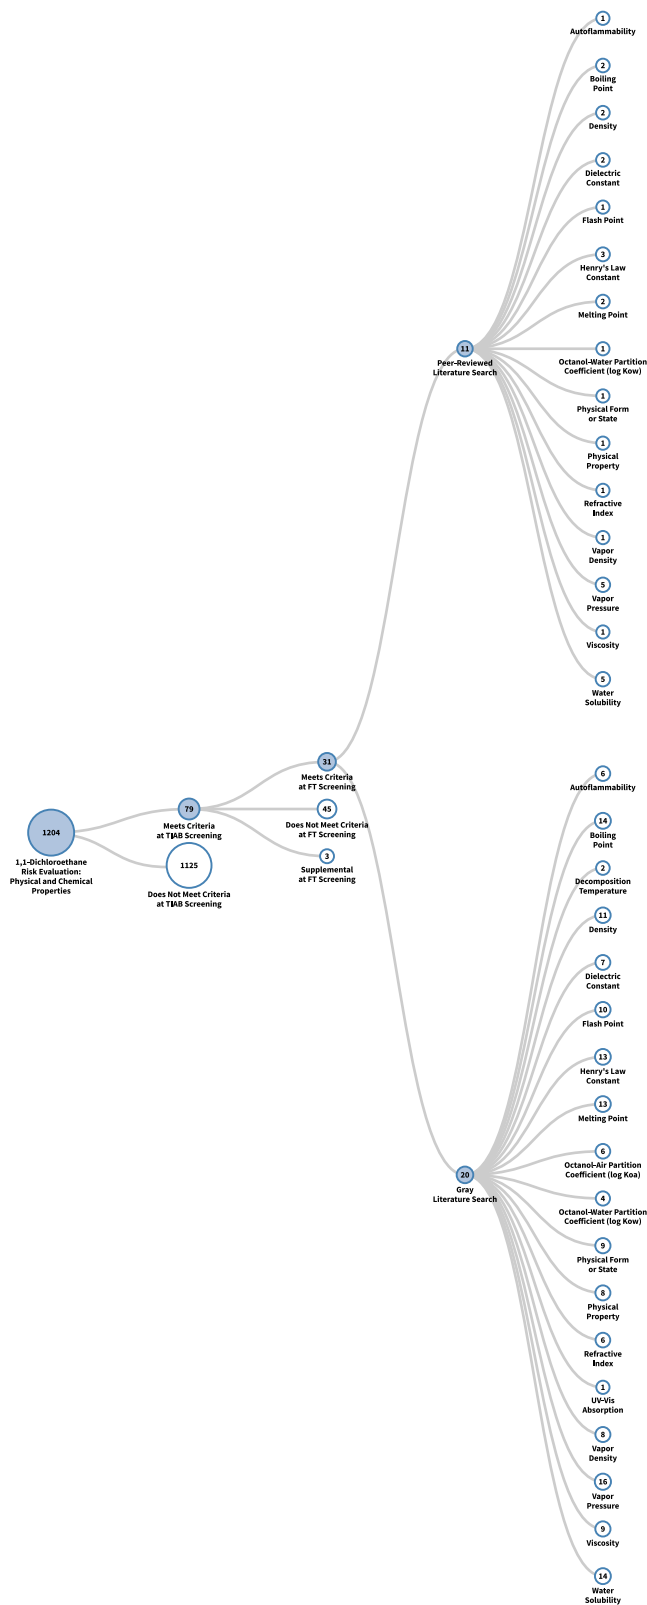 1
Autoflammability
2
Boiling
Point
2
Density
2
Dielectric
Constant
1
Flash Point
3
Henry's Law
Constant
2
Melting Point
11
Peer-Reviewed
Literature Search
1
Octanol-Water Partition
Coefficient (log Kow)
1
Physical Form
or State
1
Physical
Property
1
Refractive
Index
1
Vapor
Density
5
Vapor
Pressure
1
Viscosity
5
Water
Solubility
1204
1,1-Dichloroethane
Risk Evaluation:
Physical and Chemical
Properties
79
Meets Criteria
at TIAB Screening
1125
Does Not Meet Criteria
at TIAB Screening
31
Meets Criteria
at FT Screening
45
Does Not Meet Criteria
at FT Screening
3
Supplemental
at FT Screening
6
Autoflammability
14
Boiling
Point
2
Decomposition
Temperature
11
Density
7
Dielectric
Constant
10
Flash Point
13
Henry's Law
Constant
13
Melting Point
6
Octanol-Air Partition
Coefficient (log Koa)
20
Gray
Literature Search
4
Octanol-Water Partition
Coefficient (log Kow)
9
Physical Form
or State
8
Physical
Property
6
Refractive
Index
1
UV-Vis
Absorption
8
Vapor
Density
16
Vapor
Pressure
9
Viscosity
14
Water
Solubility